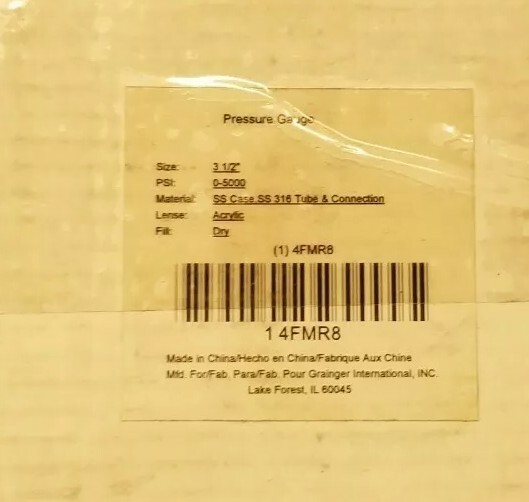 Pressure Gauge
Size: 3 1/2"
PSI: 0-5000
Material: SS Case,SS 316 Tube & Connection
Lense: Acrylic
Fill: Dry
(1) 4FMR8
1 4FMR8
Made in China/Hecho en China/Fabrique Aux Chine
Mfd. For/Fab. Para/Fab. Pour Grainger International, INC.
Lake Forest, IL 60045